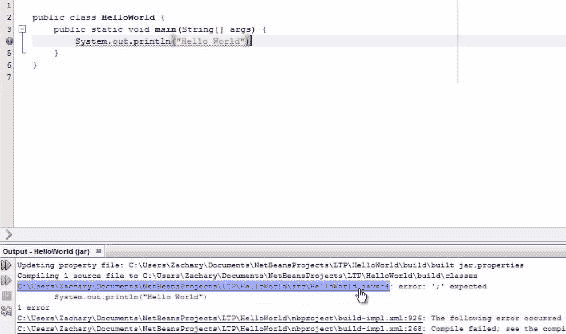 1
2 public class HelloWorld {
3 public static void main(String[] args) {
System.out.println("Hello World")
5 }
6 }
7
Output - HelloWorld (jar)
Updating property file: C:\Users\Zachary\Documents\NetBeansProjects\LTP\HelloWorld\build\built-jar.properties
Compiling 1 source file to C:\Users\Zachary\Documents\NetBeansProjects\LTP\HelloWorld\build\classes
C:\Users\Zachary\Documents\NetBeansProjects\LTP\HelloWorld\src\HelloWorld.java:4: error: ';' expected
System.out.println("Hello World")
1 error
C:\Users\Zachary\Documents\NetBeansProjects\LTP\HelloWorld\nbproject\build-impl.xml:926: The following error occurred
C:\Users\Zachary\Documents\NetBeansProjects\LTP\HelloWorld\nbproject\build-impl.xml:268: Compile failed; see the compi